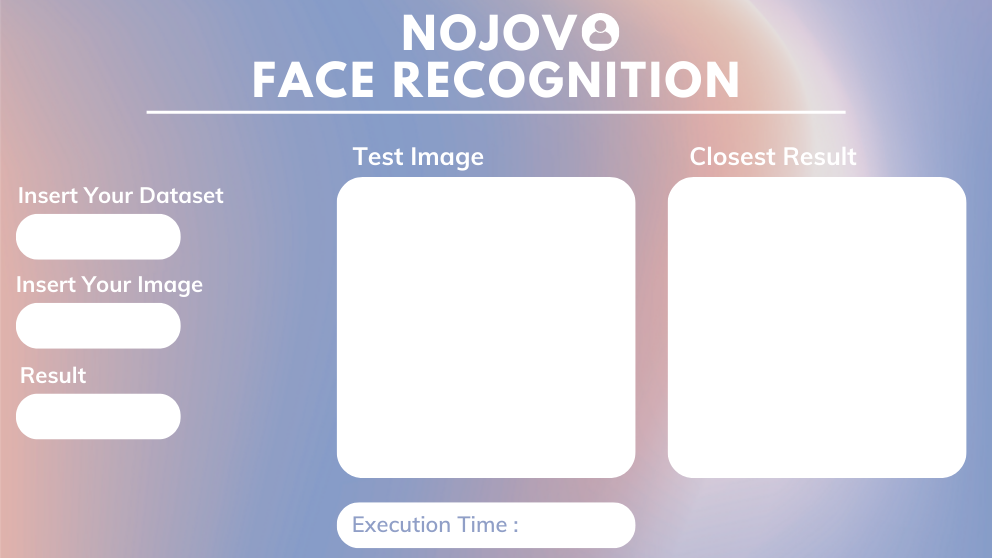 NOJOVO
FACE RECOGNITION
Test Image
Closest Result
Insert Your Dataset
Insert Your Image
Result
Execution Time :